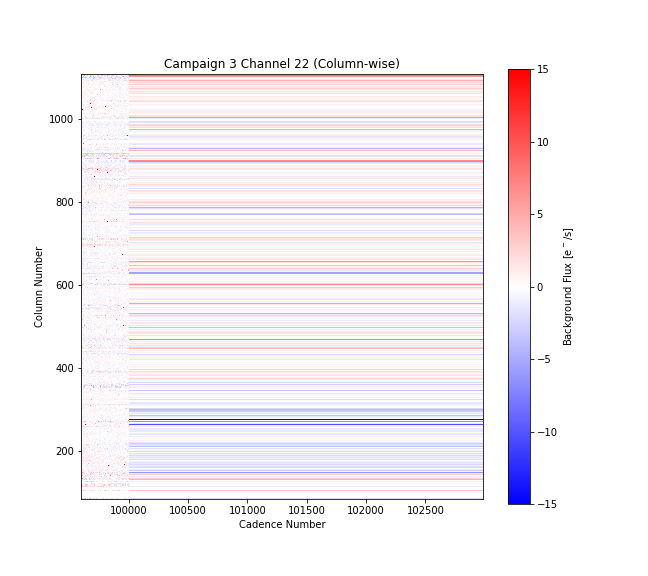 Campaign 3 Channel 22 (Column-wise)
1000
800
600
400
200
Column Number
100000 100500 101000 101500 102000 102500
Cadence Number
15
10
5
0
−5
−10
−15
Background Flux [e⁻/s]